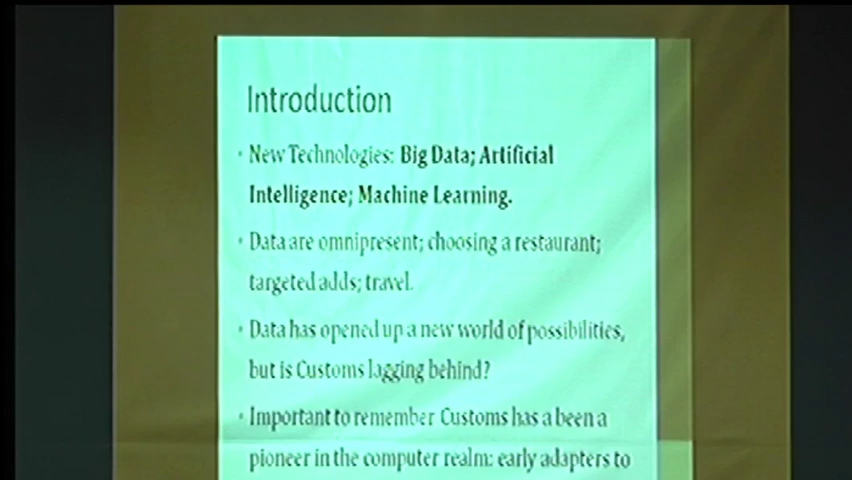 Introduction
• New Technologies: Big Data; Artificial
Intelligence; Machine Learning.
• Data are omnipresent; choosing a restaurant;
targeted adds; travel.
• Data has opened up a new world of possibilities,
but is Customs lagging behind?
• Important to remember Customs has a been a
pioneer in the computer realm: early adapters to